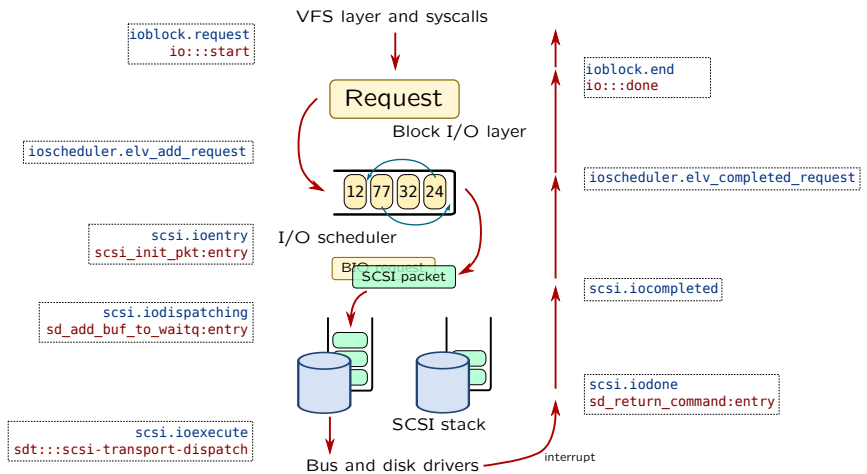 VFS layer and syscalls
ioblock.request
io:::start
Request
Block I/O layer
ioscheduler.elv_add_request
12 77 32 24
I/O scheduler
scsi.ioentry
scsi_init_pkt:entry
BIO request
SCSI packet
scsi.iodispatching
sd_add_buf_to_waitq:entry
SCSI stack
scsi.ioexecute
sdt:::scsi-transport-dispatch
Bus and disk drivers
interrupt
ioblock.end
io:::done
ioscheduler.elv_completed_request
scsi.iocompleted
scsi.iodone
sd_return_command:entry